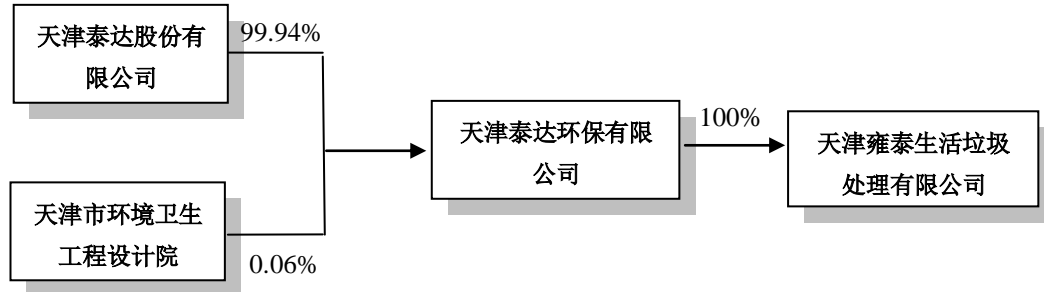 天津泰达股份有
限公司
99.94%
天津市环境卫生
工程设计院
0.06%
天津泰达环保有限
公司
100%
天津雍泰生活垃圾
处理有限公司